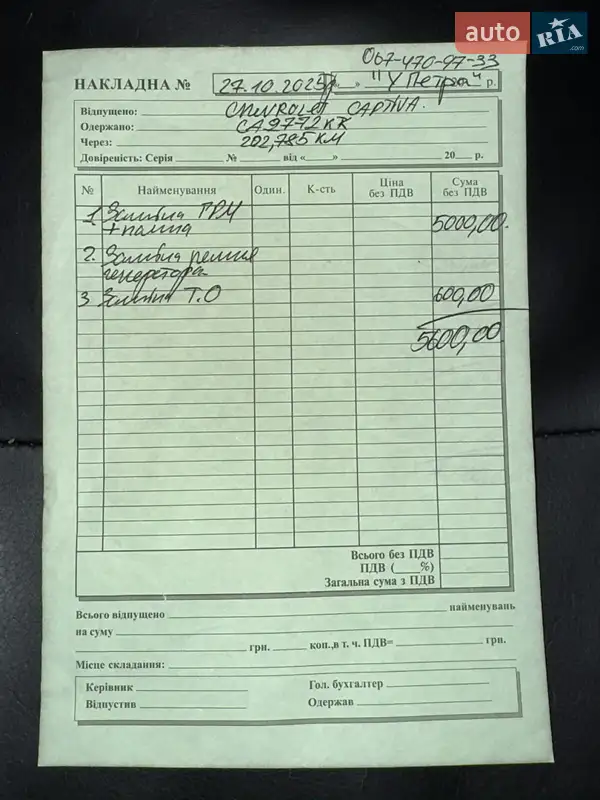 auto RIA .com
067-470-97-33
НАКЛАДНА № 27.10.2025р « » "У Петра" р.
Відпущено: CHEVROLET CAPTIVA.
Одержано: CA9772KK
Через: 202,785 КМ
Довіреність: Серія № від « » 20 р.
№ Найменування Один. К-сть Ціна без ПДВ Сума без ПДВ
1 Заміна ГРМ
+ помпа 5000,00.
2. Заміна ремня
генератора
3 Заміна Т.О 600,00
5600,00
Всього без ПДВ
ПДВ ( %)
Загальна сума з ПДВ
Всього відпущено найменувань
на суму
грн. коп.,в т. ч. ПДВ= грн.
Місце складання:
Керівник Гол. бухгалтер
Відпустив Одержав